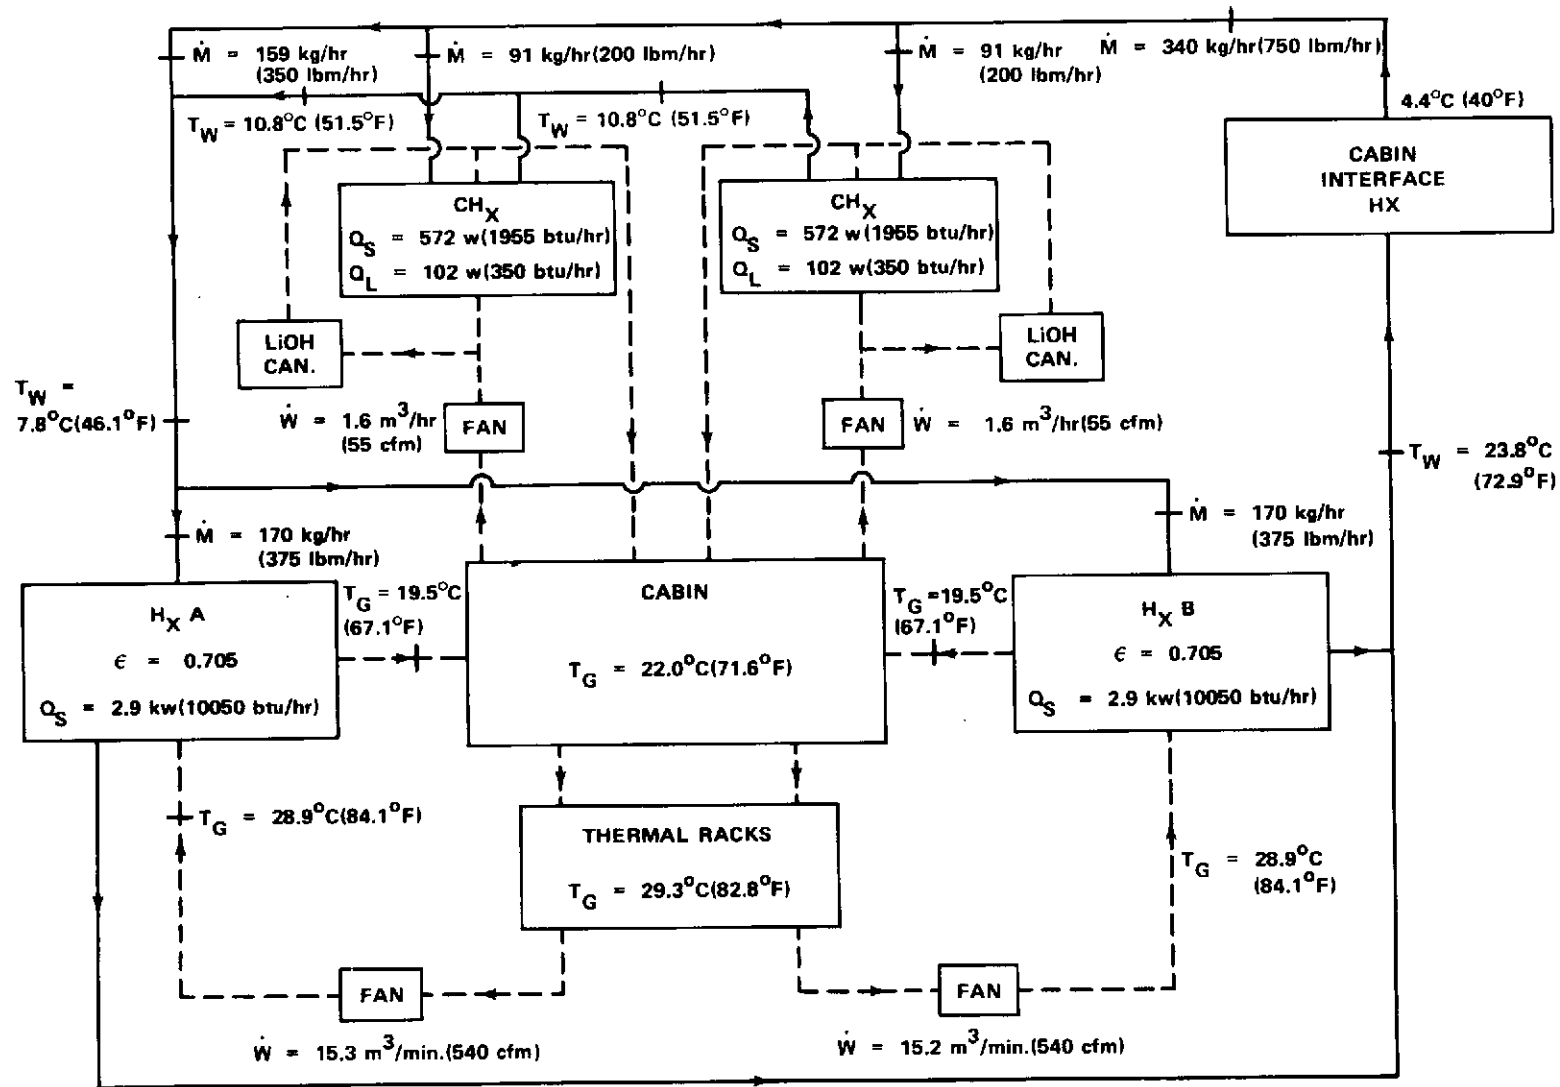 Ṁ = 159 kg/hr
(350 lbm/hr)
Ṁ = 91 kg/hr(200 lbm/hr)
Ṁ = 91 kg/hr
(200 lbm/hr)
Ṁ = 340 kg/hr(750 lbm/hr)
4.4°C (40°F)
T_W = 10.8°C (51.5°F)
T_W = 10.8°C (51.5°F)
CABIN
INTERFACE
HX
CH_X
Q_S = 572 w(1955 btu/hr)
Q_L = 102 w(350 btu/hr)
CH_X
Q_S = 572 w(1955 btu/hr)
Q_L = 102 w(350 btu/hr)
LiOH
CAN.
LiOH
CAN.
T_W =
7.8°C(46.1°F)
Ẇ = 1.6 m³/hr
(55 cfm)
FAN
FAN
Ẇ = 1.6 m³/hr(55 cfm)
T_W = 23.8°C
(72.9°F)
Ṁ = 170 kg/hr
(375 lbm/hr)
Ṁ = 170 kg/hr
(375 lbm/hr)
H_X A
ϵ = 0.705
Q_S = 2.9 kw(10050 btu/hr)
T_G = 19.5°C
(67.1°F)
CABIN
T_G = 22.0°C(71.6°F)
T_G =19.5°C
(67.1°F)
H_X B
ϵ = 0.705
Q_S = 2.9 kw(10050 btu/hr)
T_G = 28.9°C(84.1°F)
THERMAL RACKS
T_G = 29.3°C(82.8°F)
T_G = 28.9°C
(84.1°F)
FAN
FAN
Ẇ = 15.3 m³/min.(540 cfm)
Ẇ = 15.2 m³/min.(540 cfm)